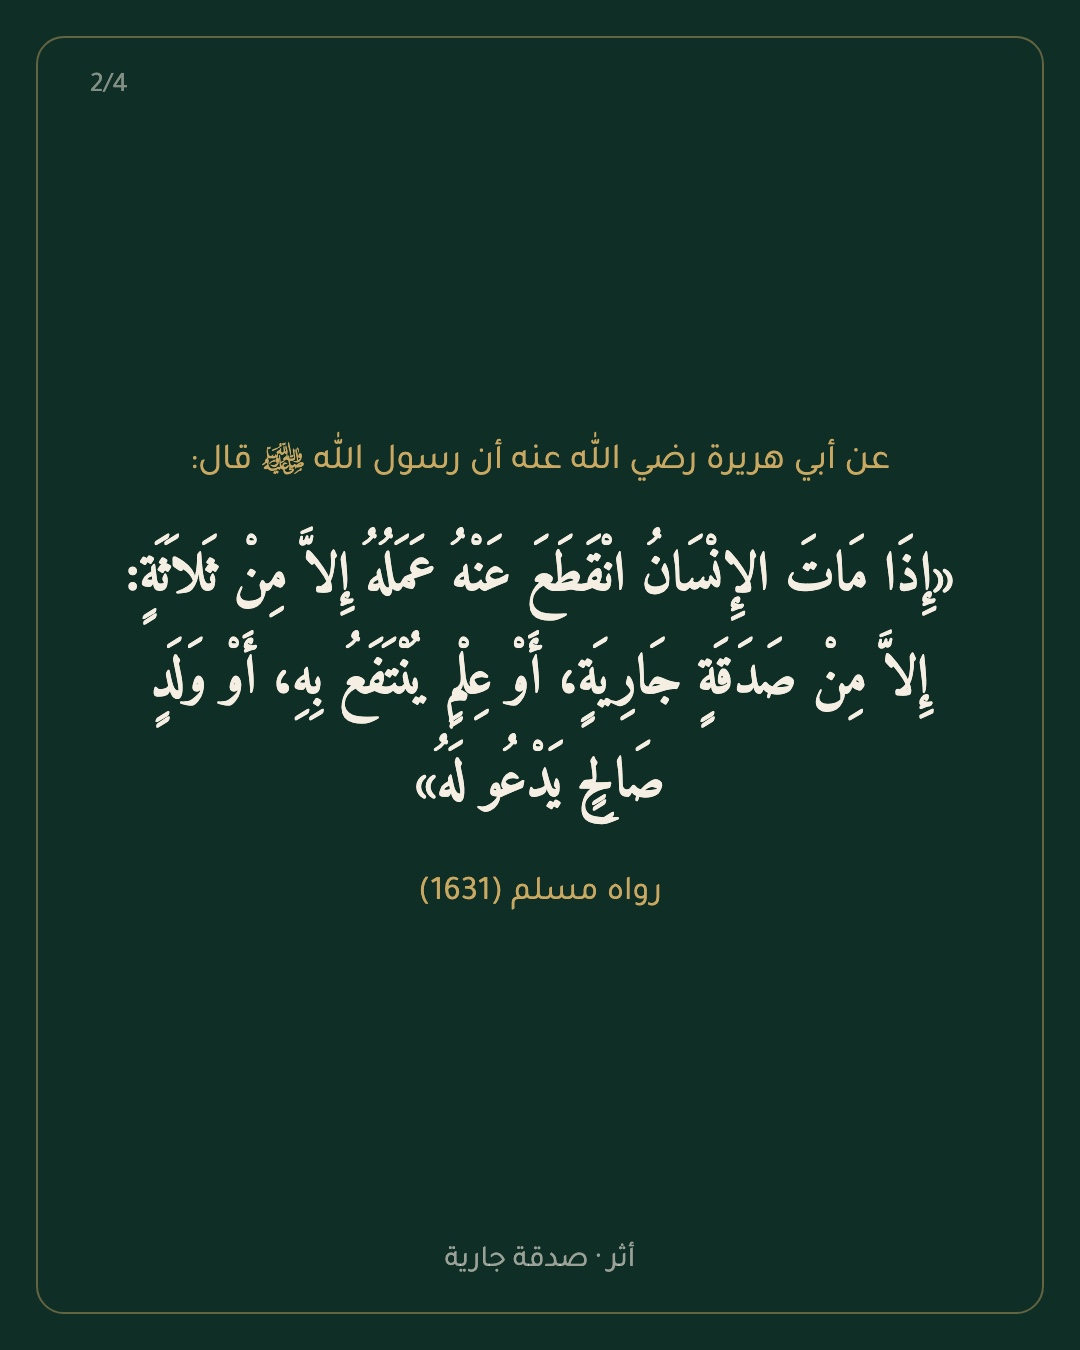 2/4
عن أبي هريرة رضي الله عنه أن رسول الله ﷺ قال:
«إِذَا مَاتَ الإِنْسَانُ انْقَطَعَ عَنْهُ عَمَلُهُ إِلاَّ مِنْ ثَلاَثَةٍ:
إِلاَّ مِنْ صَدَقَةٍ جَارِيَةٍ، أَوْ عِلْمٍ يُنْتَفَعُ بِهِ، أَوْ وَلَدٍ
صَالِحٍ يَدْعُو لَهُ»
رواه مسلم (1631)
أثر · صدقة جارية